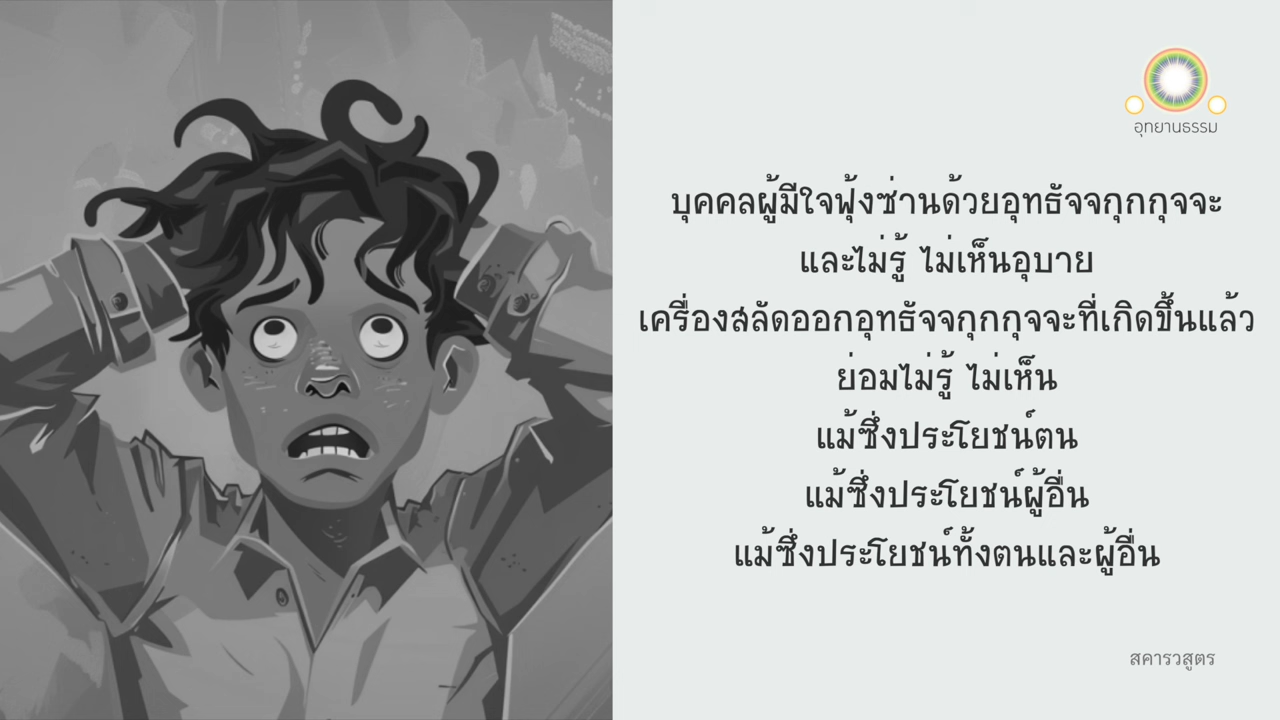 อุทยานธรรม
บุคคลผู้มีใจฟุ้งซ่านด้วยอุทธัจจกุกกุจจะ
และไม่รู้ ไม่เห็นอุบาย
เครื่องสลัดออกอุทธัจจกุกกุจจะที่เกิดขึ้นแล้ว
ย่อมไม่รู้ ไม่เห็น
แม้ซึ่งประโยชน์ตน
แม้ซึ่งประโยชน์ผู้อื่น
แม้ซึ่งประโยชน์ทั้งตนและผู้อื่น
สคารวสูตร